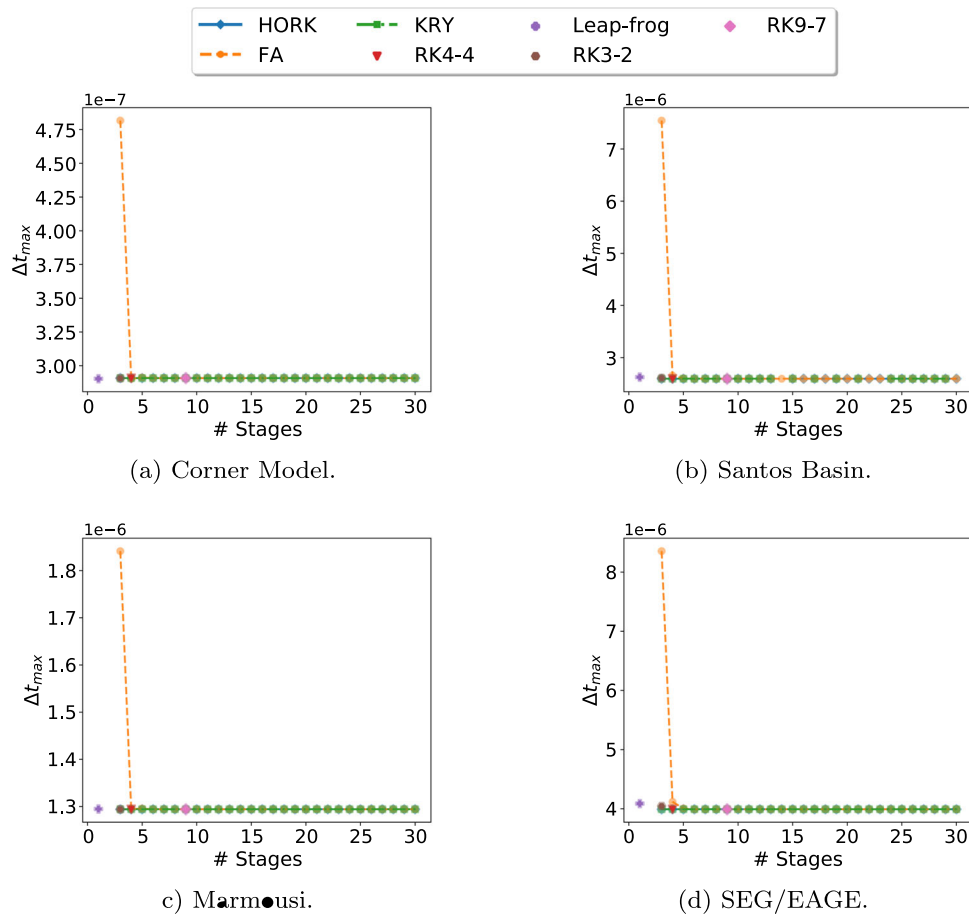 HORK KRY Leap-frog RK9-7
FA RK4-4 RK3-2
1e−7
4.75
4.50
4.25
4.00
3.75
3.50
3.25
3.00
Δt_max
0 5 10 15 20 25 30
# Stages
(a) Corner Model.
1e−6
7
6
5
4
3
Δt_max
0 5 10 15 20 25 30
# Stages
(b) Santos Basin.
1e−6
1.8
1.7
1.6
1.5
1.4
1.3
Δt_max
0 5 10 15 20 25 30
# Stages
c) Marmousi.
1e−6
8
7
6
5
4
Δt_max
0 5 10 15 20 25 30
# Stages
(d) SEG/EAGE.